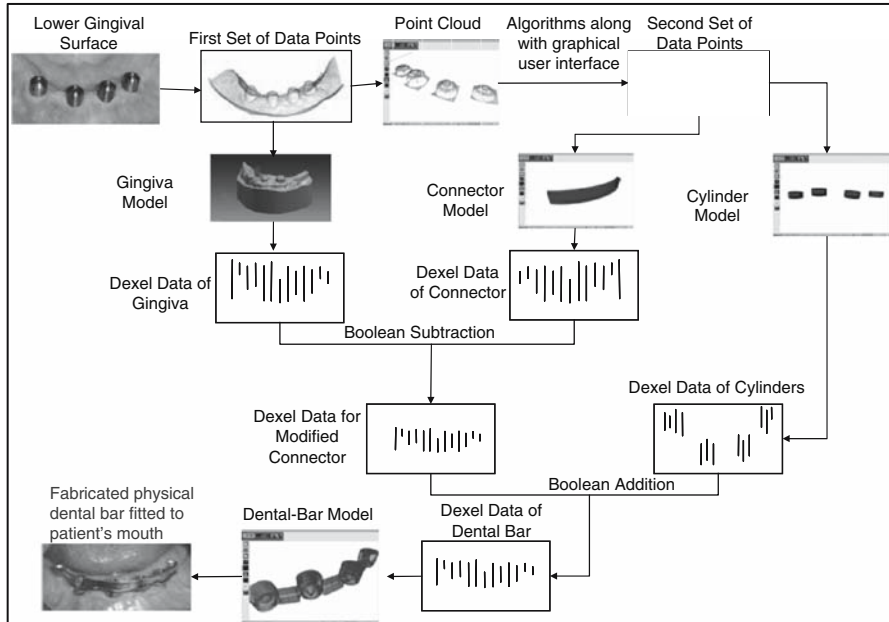 Lower Gingival
Surface
First Set of Data Points
Point Cloud
Algorithms along
with graphical
user interface
Second Set of
Data Points
Gingiva
Model
Connector
Model
Cylinder
Model
Dexel Data of
Gingiva
Dexel Data
of Connector
Boolean Subtraction
Dexel Data for
Modified
Connector
Dexel Data of Cylinders
Boolean Addition
Fabricated physical
dental bar fitted to
patient's mouth
Dental-Bar Model
Dexel Data of
Dental Bar